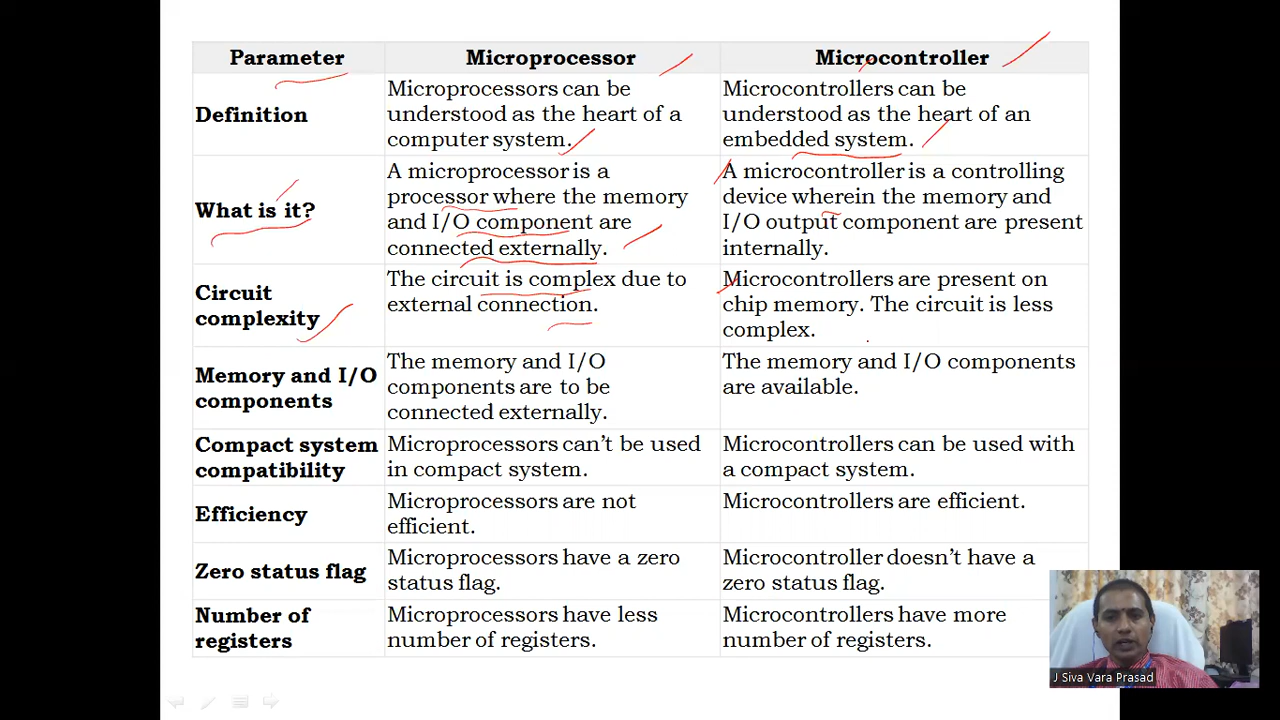 Parameter Microprocessor Microcontroller
Definition
Microprocessors can be
understood as the heart of a
computer system.
Microcontrollers can be
understood as the heart of an
embedded system.
What is it?
A microprocessor is a
processor where the memory
and I/O component are
connected externally.
A microcontroller is a controlling
device wherein the memory and
I/O output component are present
internally.
Circuit
complexity
The circuit is complex due to
external connection.
Microcontrollers are present on
chip memory. The circuit is less
complex.
Memory and I/O
components
The memory and I/O
components are to be
connected externally.
The memory and I/O components
are available.
Compact system
compatibility
Microprocessors can’t be used
in compact system.
Microcontrollers can be used with
a compact system.
Efficiency
Microprocessors are not
efficient.
Microcontrollers are efficient.
Zero status flag
Microprocessors have a zero
status flag.
Microcontroller doesn’t have a
zero status flag.
Number of
registers
Microprocessors have less
number of registers.
Microcontrollers have more
number of registers.
J Siva Vara Prasad